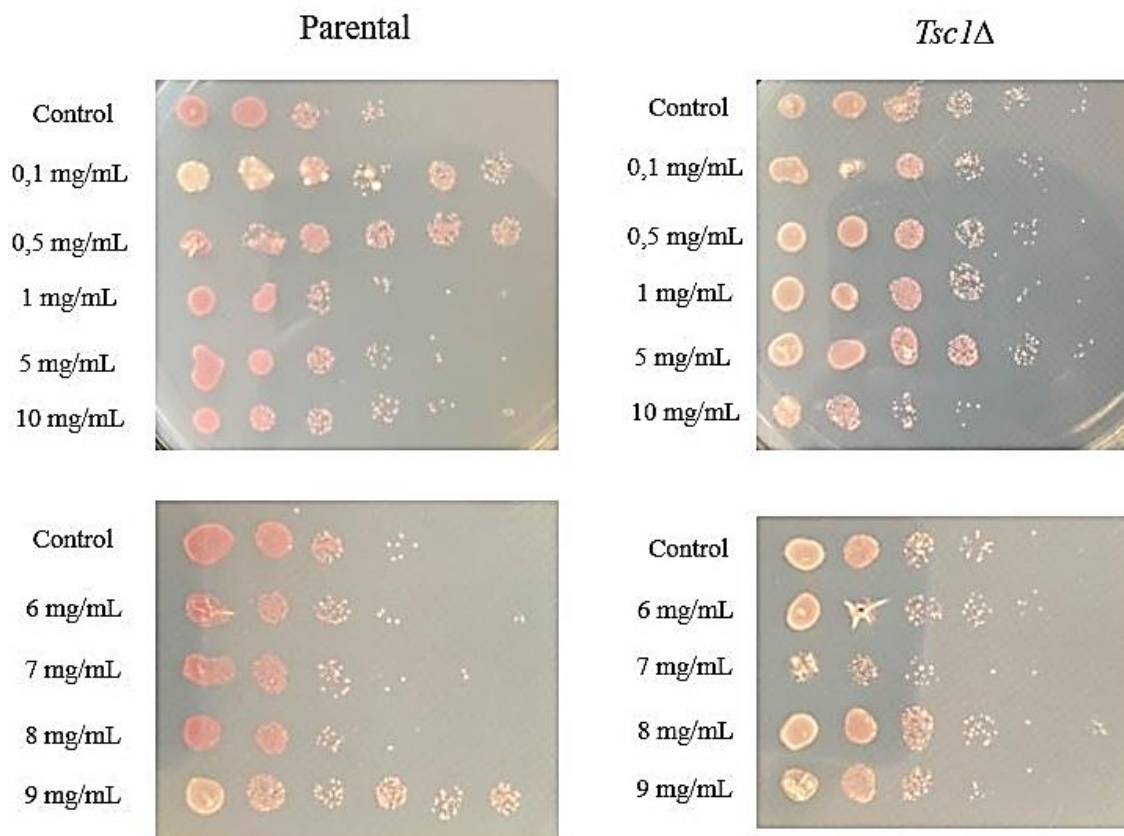 Parental
Tsc1Δ
Control
0,1 mg/mL
0,5 mg/mL
1 mg/mL
5 mg/mL
10 mg/mL
Control
0,1 mg/mL
0,5 mg/mL
1 mg/mL
5 mg/mL
10 mg/mL
Control
6 mg/mL
7 mg/mL
8 mg/mL
9 mg/mL
Control
6 mg/mL
7 mg/mL
8 mg/mL
9 mg/mL